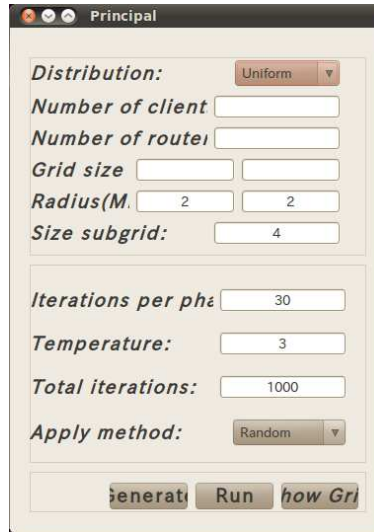 Principal
Distribution: Uniform
Number of client
Number of router
Grid size
Radius(M. 2 2
Size subgrid: 4
Iterations per pha 30
Temperature: 3
Total iterations: 1000
Apply method: Random
Generate Run how Gri